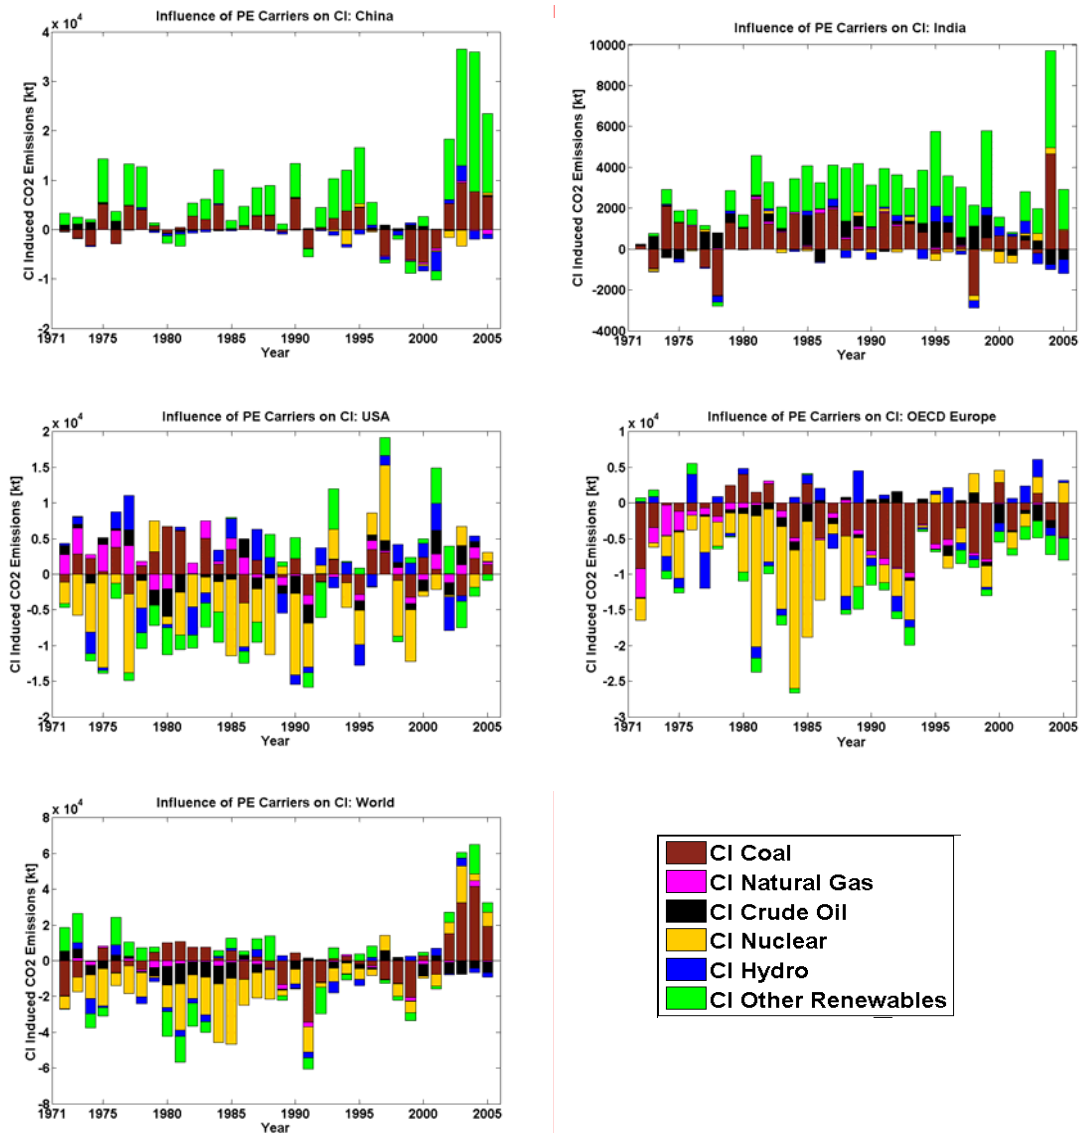 Influence of PE Carriers on CI: China
x 10^4
CI Induced CO2 Emissions [kt]
4
3
2
1
0
-1
-2
1971 1975 1980 1985 1990 1995 2000 2005
Year
Influence of PE Carriers on CI: India
CI Induced CO2 Emissions [kt]
10000
8000
6000
4000
2000
0
-2000
-4000
1971 1975 1980 1985 1990 1995 2000 2005
Year
Influence of PE Carriers on CI: USA
x 10^4
CI Induced CO2 Emissions [kt]
2
1.5
1
0.5
0
-0.5
-1
-1.5
-2
1971 1975 1980 1985 1990 1995 2000 2005
Year
Influence of PE Carriers on CI: OECD Europe
x 10^4
CI Induced CO2 Emissions [kt]
1
0.5
0
-0.5
-1
-1.5
-2
-2.5
-3
1971 1975 1980 1985 1990 1995 2000 2005
Year
Influence of PE Carriers on CI: World
x 10^4
CI Induced CO2 Emissions [kt]
8
6
4
2
0
-2
-4
-6
-8
1971 1975 1980 1985 1990 1995 2000 2005
Year
CI Coal
CI Natural Gas
CI Crude Oil
CI Nuclear
CI Hydro
CI Other Renewables